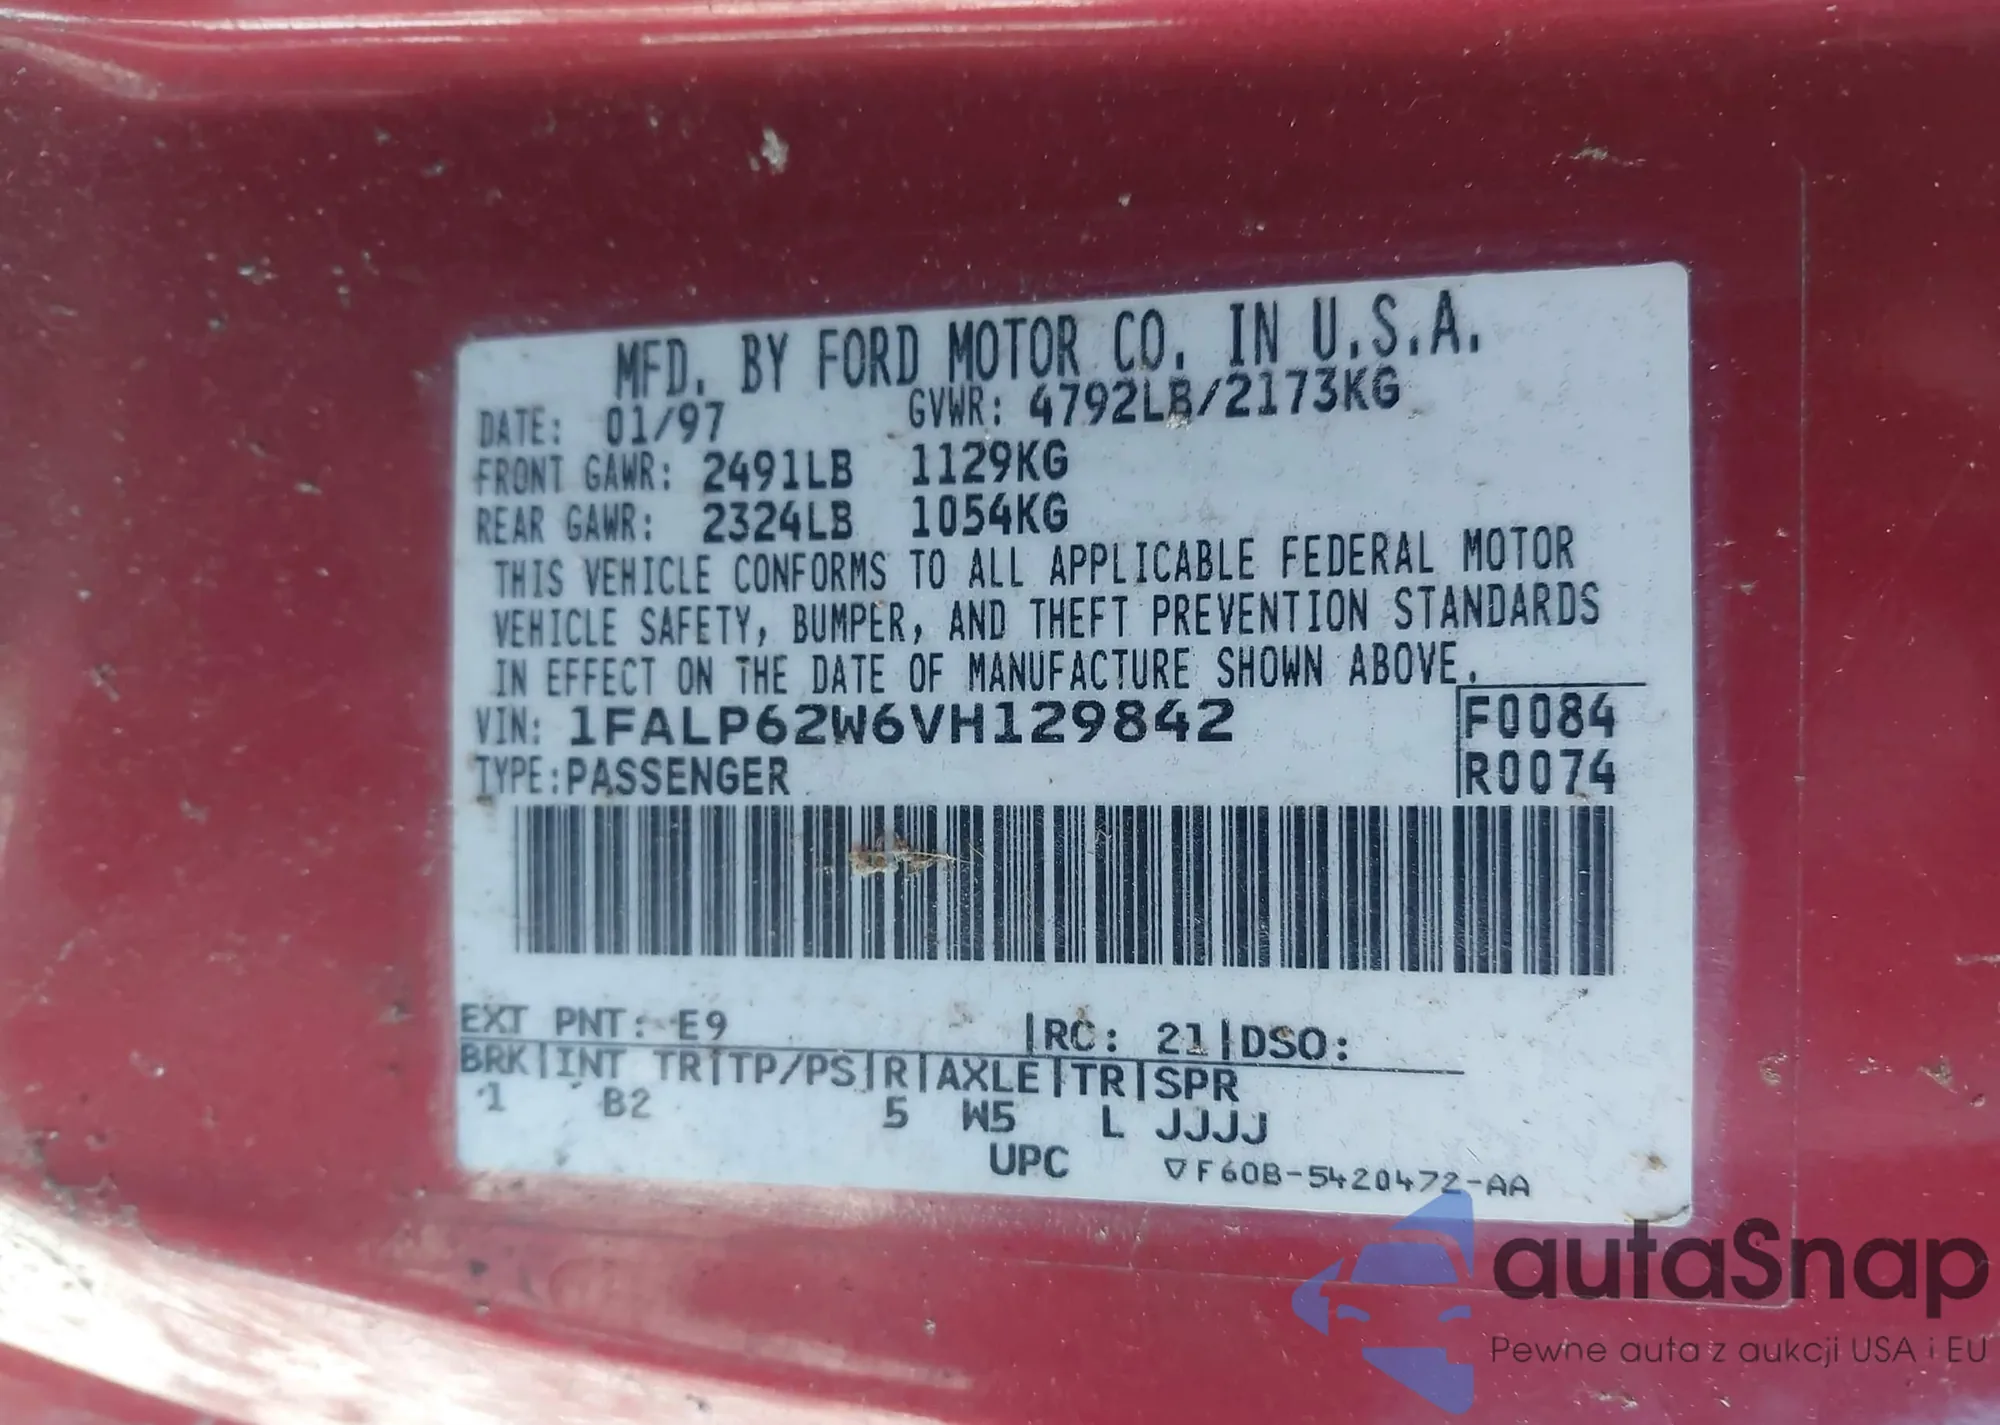 MFD. BY FORD MOTOR CO. IN U.S.A.
DATE: 01/97 GVWR: 4792LB/2173KG
FRONT GAWR: 2491LB 1129KG
REAR GAWR: 2324LB 1054KG
THIS VEHICLE CONFORMS TO ALL APPLICABLE FEDERAL MOTOR
VEHICLE SAFETY, BUMPER, AND THEFT PREVENTION STANDARDS
IN EFFECT ON THE DATE OF MANUFACTURE SHOWN ABOVE.
VIN: 1FALP62W6VH129842 F0084
TYPE: PASSENGER R0074
EXT PNT: E9 |RC: 21|DSO:
BRK|INT TR|TP/PS|R|AXLE|TR|SPR
1 B2 5 W5 L JJJJ
UPC ▽F60B-5420472-AA
autaSnap
Pewne auta z aukcji USA i EU